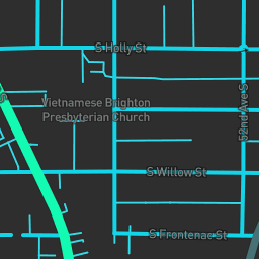 S Holly St
Vietnamese Brighton
Presbyterian Church
52nd Ave S
S Willow St
S Frontenac St